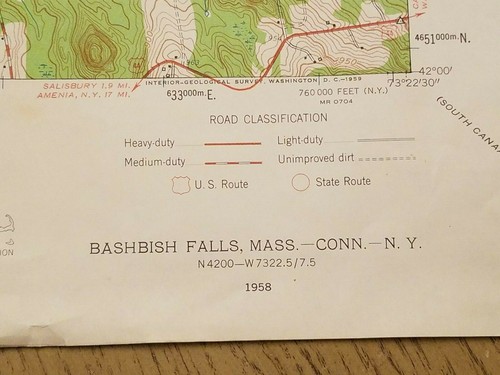 4651000m.N.
SALISBURY 1.9 MI.
AMENIA, N.Y. 17 MI.
INTERIOR-GEOLOGICAL SURVEY, WASHINGTON, D. C.-1959
42°00'
633000m.E.
760 000 FEET (N.Y.)
73°22'30"
MR 0704
ROAD CLASSIFICATION
Heavy-duty
Light-duty
Medium-duty
Unimproved dirt
U. S. Route
State Route
(SOUTH CANAA
ION
BASHBISH FALLS, MASS.—CONN.—N. Y.
N4200—W7322.5/7.5
1958